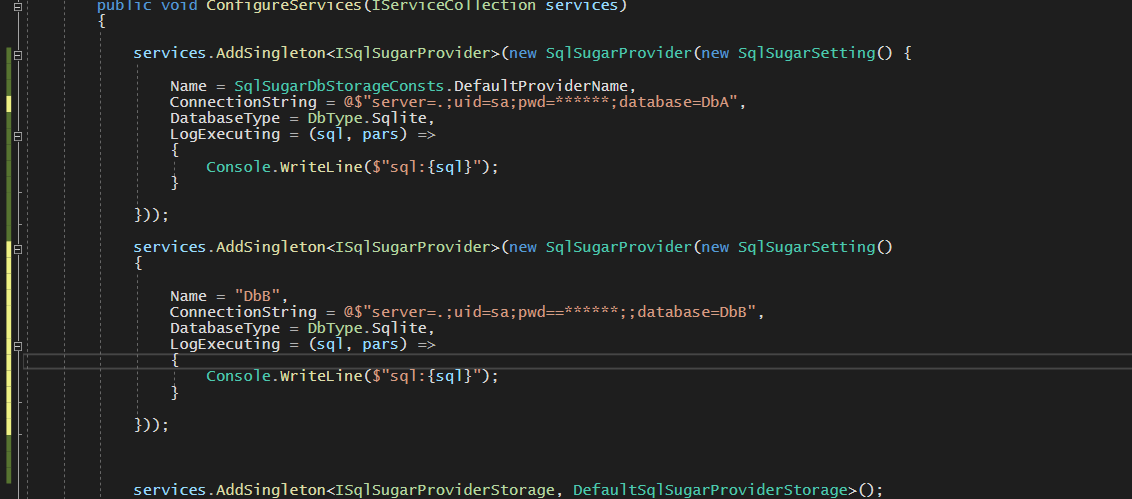 public void ConfigureServices(IServiceCollection services)
{
services.AddSingleton<ISqlSugarProvider>(new SqlSugarProvider(new SqlSugarSetting() {
Name = SqlSugarDbStorageConsts.DefaultProviderName,
ConnectionString = @$"server=.;uid=sa;pwd=******;database=DbA",
DatabaseType = DbType.Sqlite,
LogExecuting = (sql, pars) =>
{
Console.WriteLine($"sql:{sql}");
}
}));
services.AddSingleton<ISqlSugarProvider>(new SqlSugarProvider(new SqlSugarSetting()
{
Name = "DbB",
ConnectionString = @$"server=.;uid=sa;pwd==******;;database=DbB",
DatabaseType = DbType.Sqlite,
LogExecuting = (sql, pars) =>
{
Console.WriteLine($"sql:{sql}");
}
}));
services.AddSingleton<ISqlSugarProviderStorage, DefaultSqlSugarProviderStorage>();